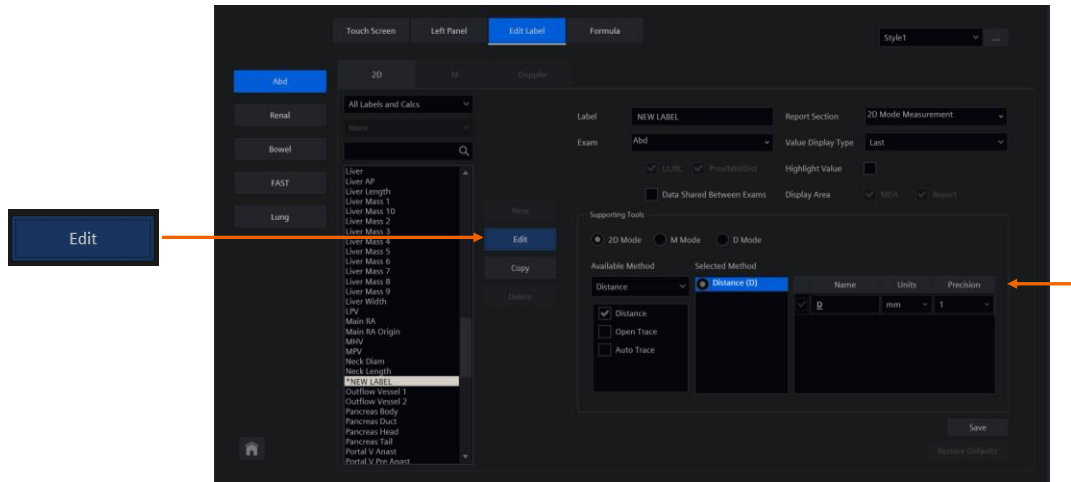 Touch Screen
Left Panel
Edit Label
Formula
Style1
...
Abd
Renal
Bowel
FAST
Lung
2D
M
Doppler
All Labels and Calcs
None
Liver
Liver AP
Liver Length
Liver Mass 1
Liver Mass 10
Liver Mass 2
Liver Mass 3
Liver Mass 4
Liver Mass 5
Liver Mass 6
Liver Mass 7
Liver Mass 8
Liver Mass 9
Liver Width
LPV
Main RA
Main RA Origin
MHV
MPV
Neck Diam
Neck Length
*NEW LABEL
Outflow Vessel 1
Outflow Vessel 2
Pancreas Body
Pancreas Duct
Pancreas Head
Pancreas Tail
Portal V Anast
Portal V Pre Anast
New
Edit
Copy
Delete
Edit
Label NEW LABEL
Report Section 2D Mode Measurement
Exam Abd
Value Display Type Last
LL/RL Prox/Mid/Dist
Highlight Value
Data Shared Between Exams
Display Area MOA Report
Supporting Tools
2D Mode M Mode D Mode
Available Method
Selected Method
Distance
Distance (D)
Distance
Open Trace
Auto Trace
Name Units Precision
D mm 1
Save
Restore Defaults